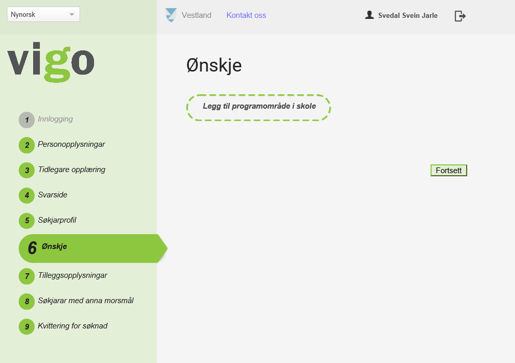 Nynorsk
Vestland
Kontakt oss
Svedal Svein Jarle
vigo
Ønskje
Legg til programområde i skole
Fortsett
1 Innlogging
2 Personopplysningar
3 Tidlegare opplæring
4 Svarside
5 Søkjarprofil
6 Ønskje
7 Tilleggsopplysningar
8 Søkjarar med anna morsmål
9 Kvittering for søknad